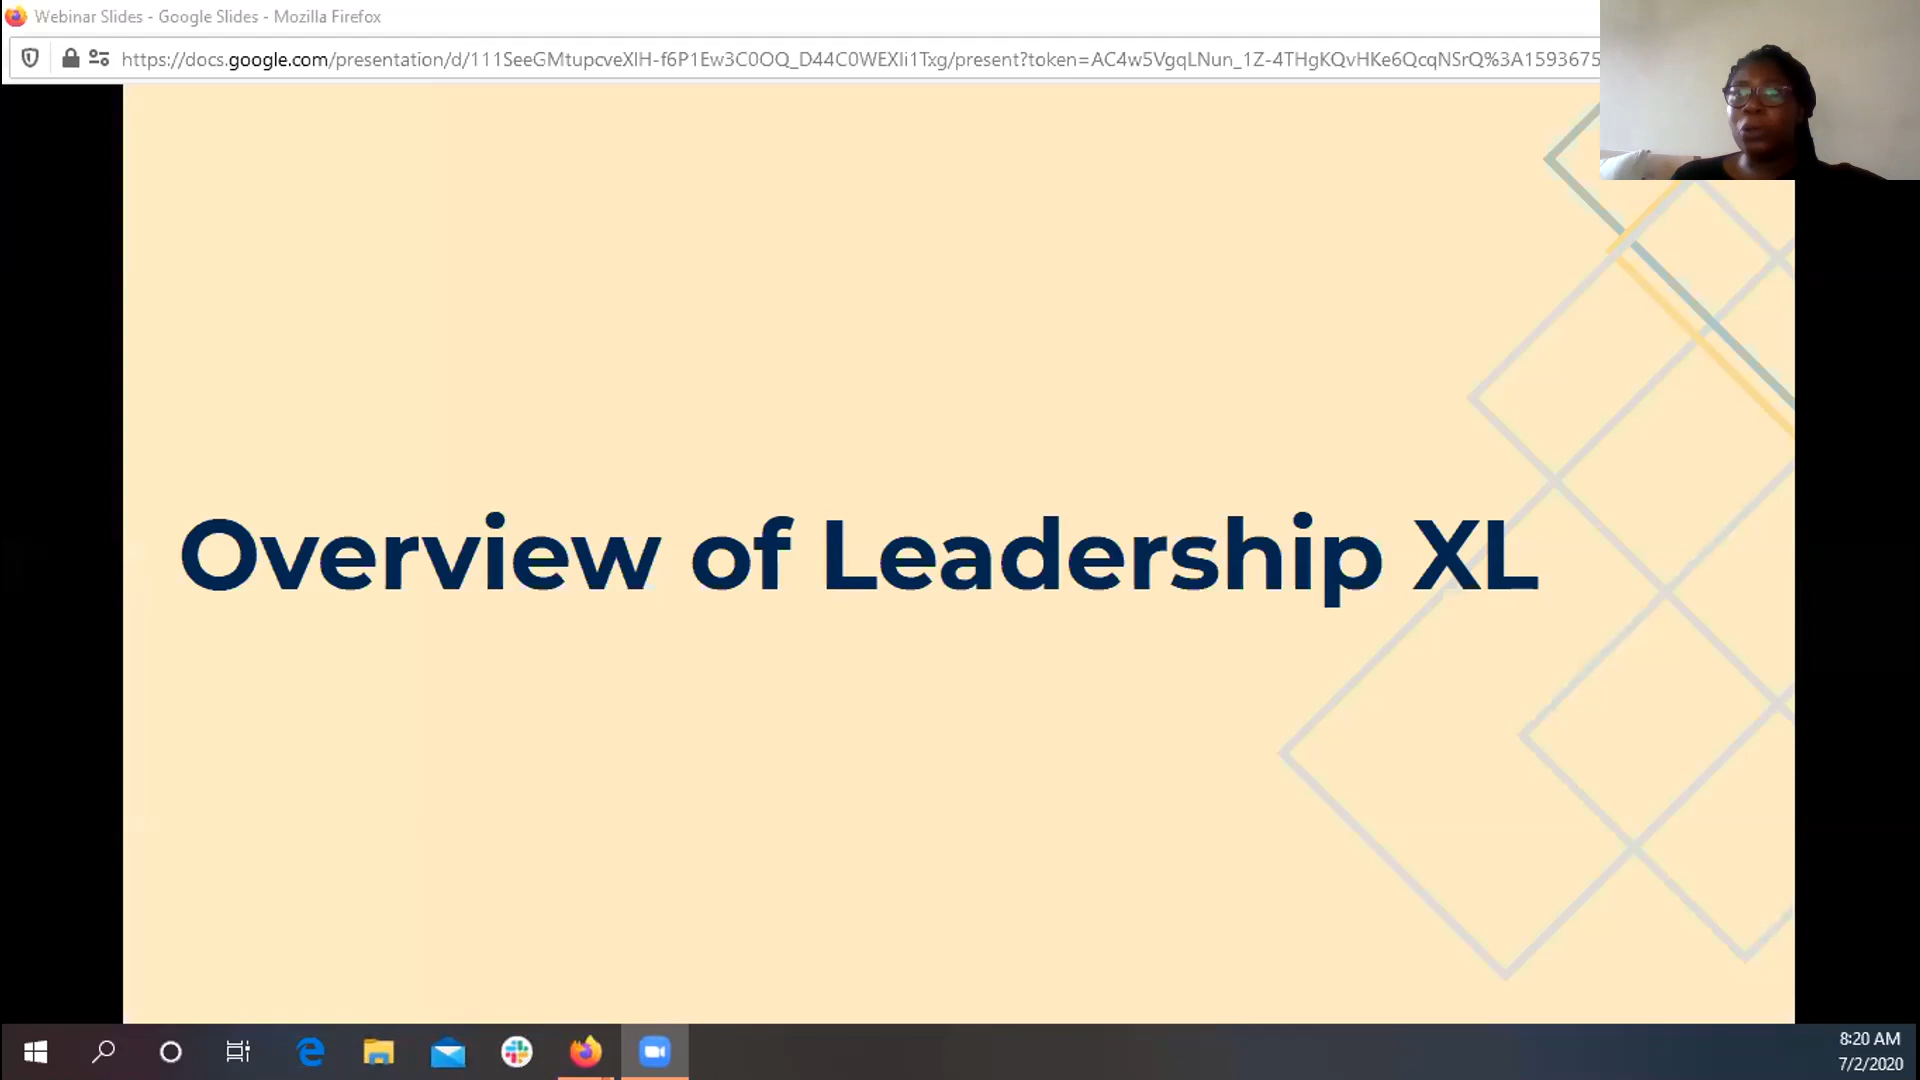 Webinar Slides - Google Slides - Mozilla Firefox
https://docs.google.com/presentation/d/111SeeGMtupcveXlH-f6P1Ew3C0OQ_D44C0WEXIi1Txg/present?token=AC4w5VgqLNun_1Z-4THgKQvHKe6QcqNSrQ%3A1593675
Overview of Leadership XL
8:20 AM
7/2/2020